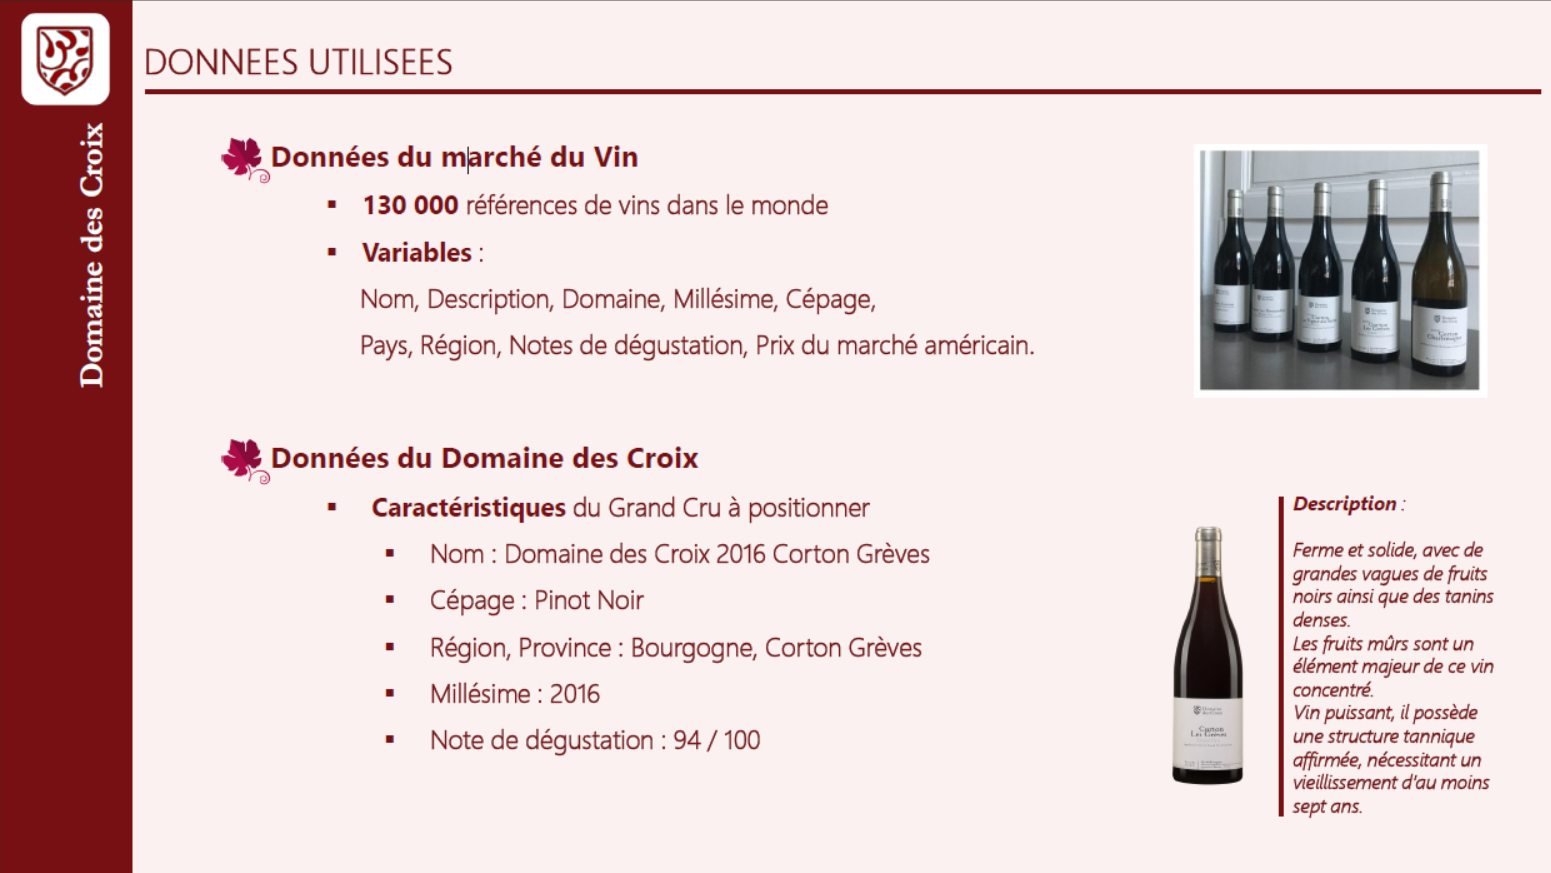 Domaine des Croix
DONNEES UTILISEES
Données du marché du Vin
▪ 130 000 références de vins dans le monde
▪ Variables :
Nom, Description, Domaine, Millésime, Cépage,
Pays, Région, Notes de dégustation, Prix du marché américain.
Données du Domaine des Croix
▪ Caractéristiques du Grand Cru à positionner
▪ Nom : Domaine des Croix 2016 Corton Grèves
▪ Cépage : Pinot Noir
▪ Région, Province : Bourgogne, Corton Grèves
▪ Millésime : 2016
▪ Note de dégustation : 94 / 100
Corton
Les Grèves
Description :
Ferme et solide, avec de
grandes vagues de fruits
noirs ainsi que des tanins
denses.
Les fruits mûrs sont un
élément majeur de ce vin
concentré.
Vin puissant, il possède
une structure tannique
affirmée, nécessitant un
vieillissement d'au moins
sept ans.